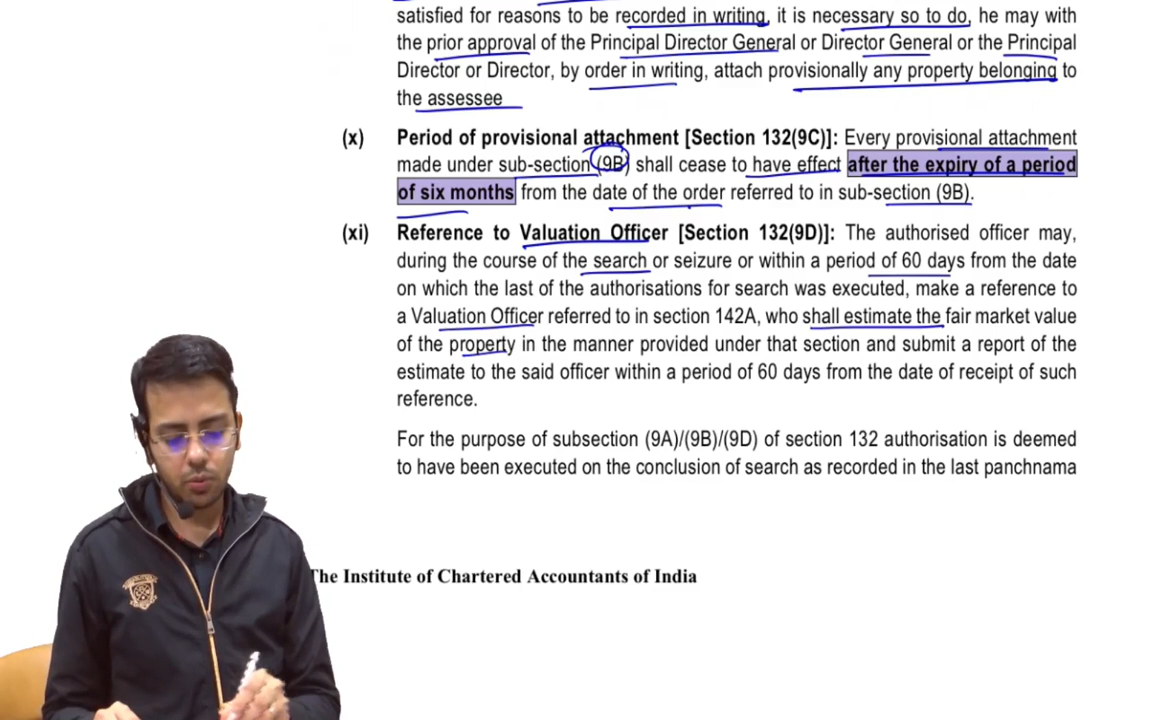 satisfied for reasons to be recorded in writing, it is necessary so to do, he may with
the prior approval of the Principal Director General or Director General or the Principal
Director or Director, by order in writing, attach provisionally any property belonging to
the assessee
(x) Period of provisional attachment [Section 132(9C)]: Every provisional attachment
made under sub-section (9B) shall cease to have effect after the expiry of a period
of six months from the date of the order referred to in sub-section (9B).
(xi) Reference to Valuation Officer [Section 132(9D)]: The authorised officer may,
during the course of the search or seizure or within a period of 60 days from the date
on which the last of the authorisations for search was executed, make a reference to
a Valuation Officer referred to in section 142A, who shall estimate the fair market value
of the property in the manner provided under that section and submit a report of the
estimate to the said officer within a period of 60 days from the date of receipt of such
reference.
For the purpose of subsection (9A)/(9B)/(9D) of section 132 authorisation is deemed
to have been executed on the conclusion of search as recorded in the last panchnama
The Institute of Chartered Accountants of India